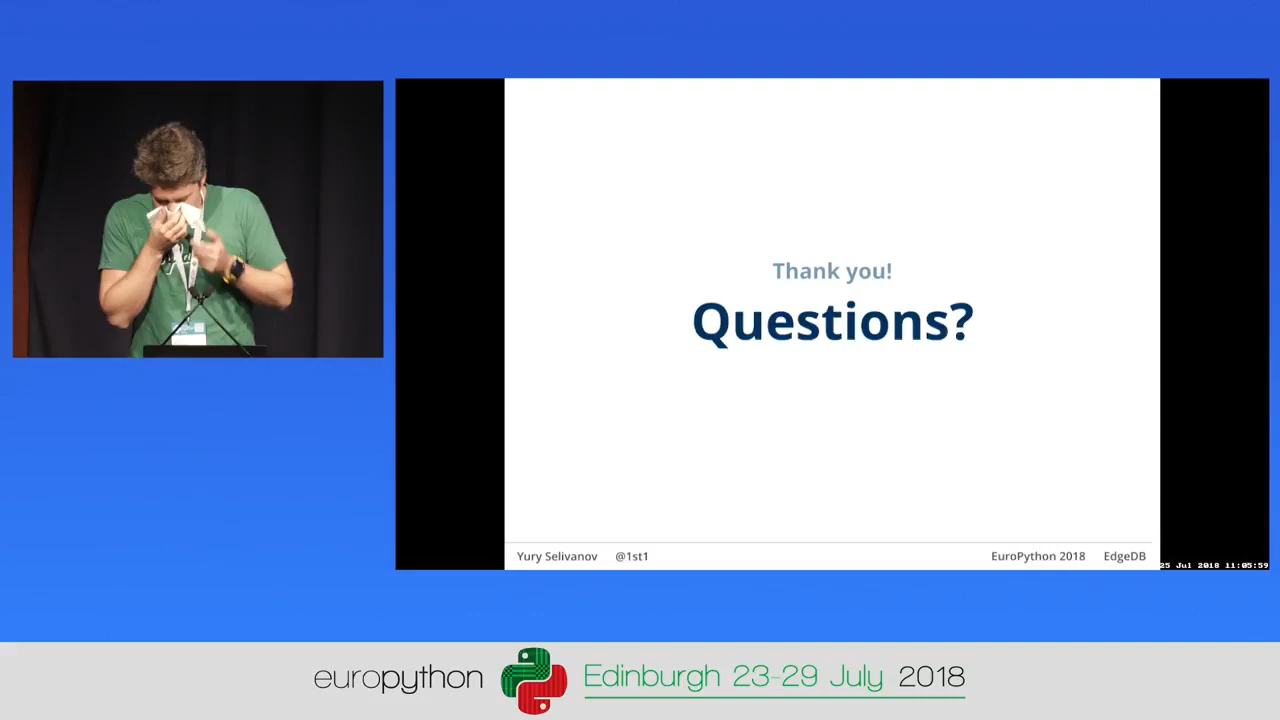 Thank you!
Questions?
Yury Selivanov @1st1 EuroPython 2018 EdgeDB
25 Jul 2018 11:05:59
europython Edinburgh 23-29 July 2018